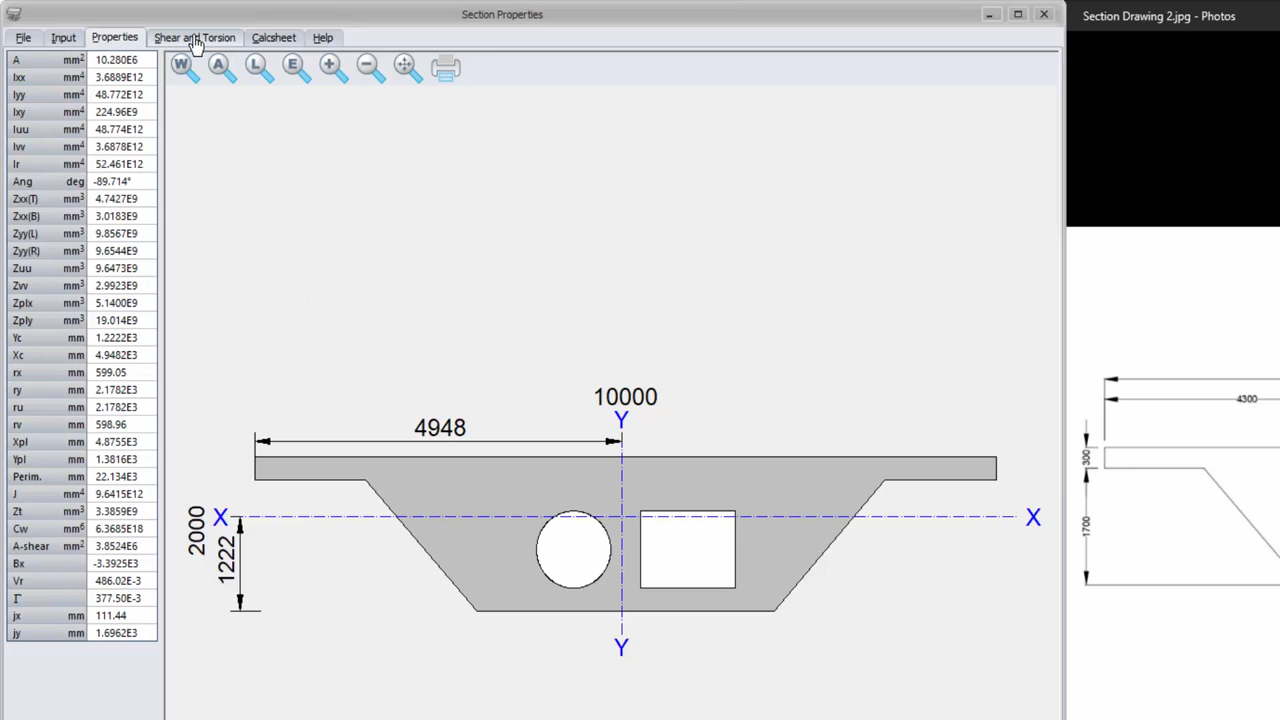 Section Properties
Section Drawing 2.jpg - Photos
File Input Properties Shear and Torsion Calcsheet Help
W A L E
A mm2 10.280E6
Ixx mm4 3.6889E12
Iyy mm4 48.772E12
Ixy mm4 224.96E9
Iuu mm4 48.774E12
Ivv mm4 3.6878E12
Ir mm4 52.461E12
Ang deg -89.714°
Zxx(T) mm3 4.7427E9
Zxx(B) mm3 3.0183E9
Zyy(L) mm3 9.8567E9
Zyy(R) mm3 9.6544E9
Zuu mm3 9.6473E9
Zvv mm3 2.9923E9
Zplx mm3 5.1400E9
Zply mm3 19.014E9
Yc mm 1.2222E3
Xc mm 4.9482E3
rx mm 599.05
ry mm 2.1782E3
ru mm 2.1782E3
rv mm 598.96
Xpl mm 4.8755E3
Ypl mm 1.3816E3
Perim. mm 22.134E3
J mm4 9.6415E12
Zt mm3 3.3859E9
Cw mm6 6.3685E18
A-shear mm2 3.8524E6
Bx mm -3.3925E3
Vr 486.02E-3
Γ 377.50E-3
jx mm 111.44
jy mm 1.6962E3
10000
Y
4948
X X
2000
1222
Y
4300
300
1700